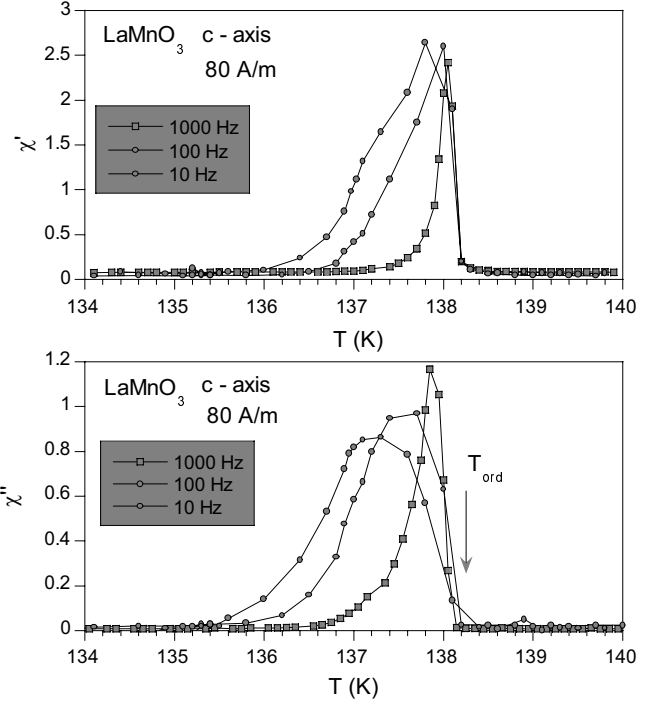 LaMnO₃ c - axis
80 A/m
1000 Hz
100 Hz
10 Hz
3
2.5
2
1.5
1
0.5
0
χ'
134 135 136 137 138 139 140
T (K)
LaMnO₃ c - axis
80 A/m
1000 Hz
100 Hz
10 Hz
T_ord
1.2
1
0.8
0.6
0.4
0.2
0
χ"
134 135 136 137 138 139 140
T (K)